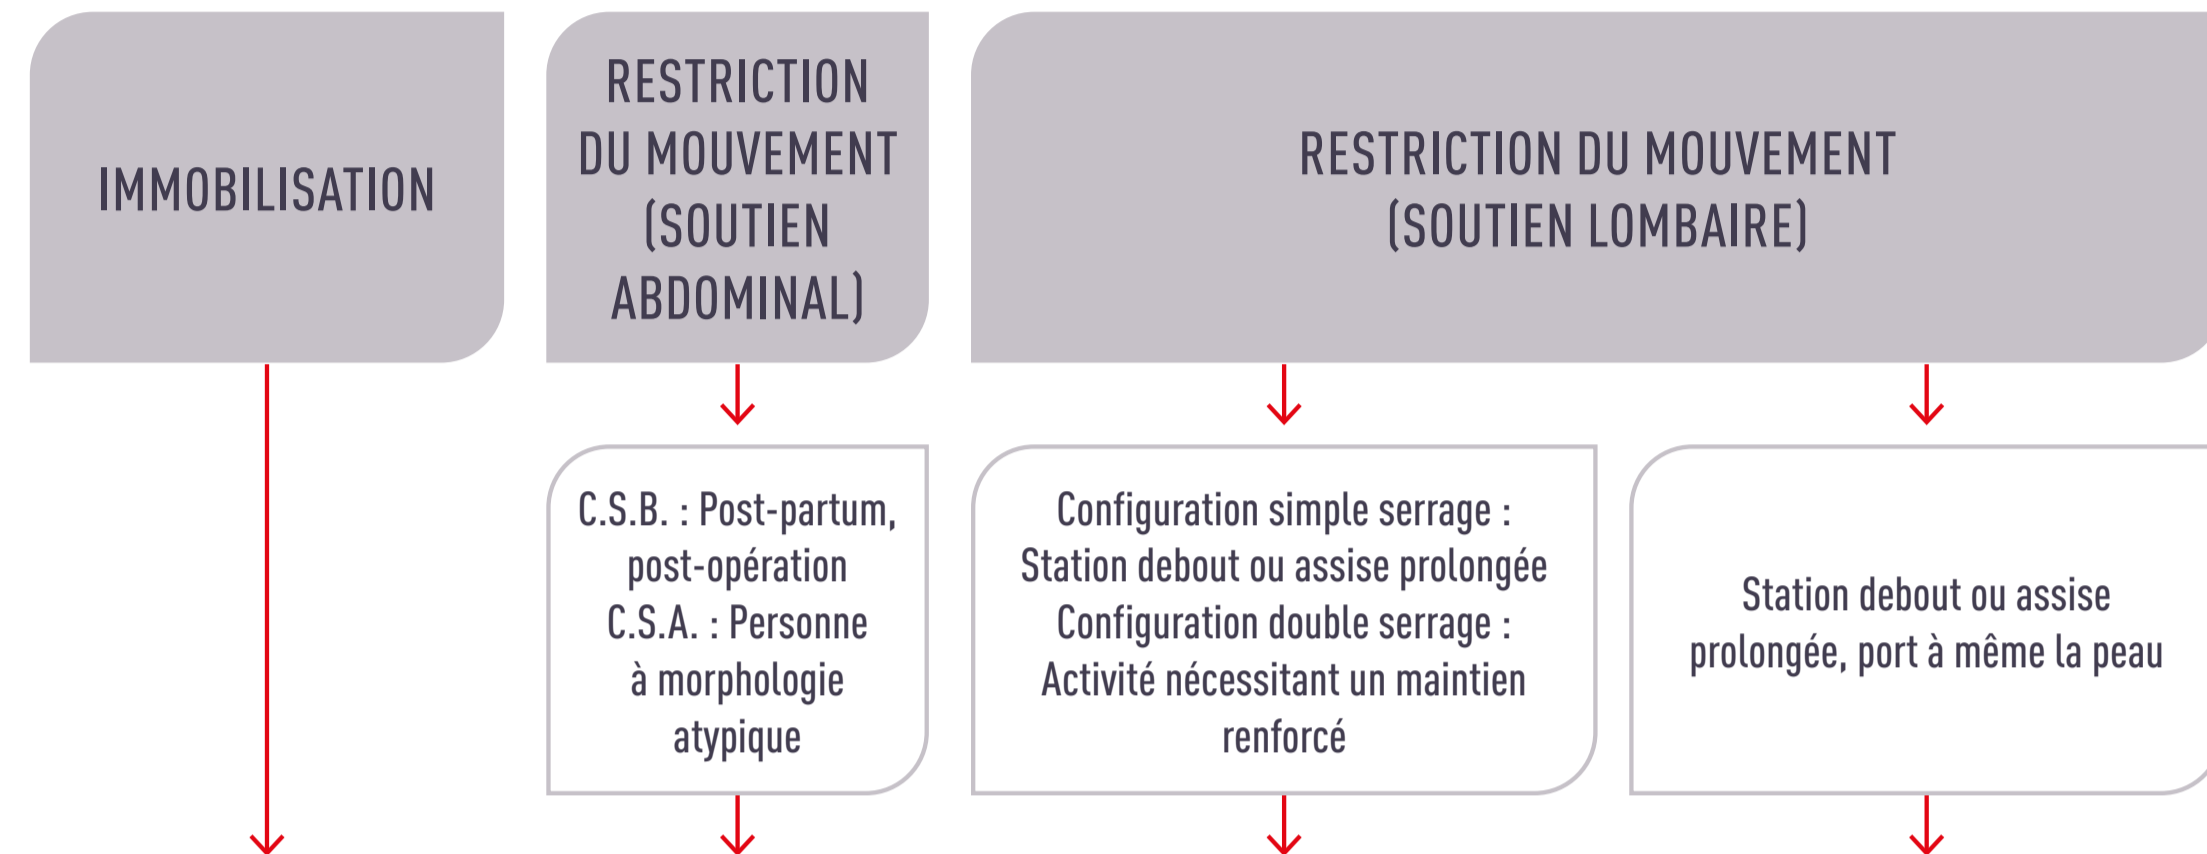 IMMOBILISATION
RESTRICTION
DU MOUVEMENT
(SOUTIEN
ABDOMINAL)
RESTRICTION DU MOUVEMENT
(SOUTIEN LOMBAIRE)
C.S.B. : Post-partum,
post-opération
C.S.A. : Personne
à morphologie
atypique
Configuration simple serrage :
Station debout ou assise prolongée
Configuration double serrage :
Activité nécessitant un maintien
renforcé
Station debout ou assise
prolongée, port à même la peau